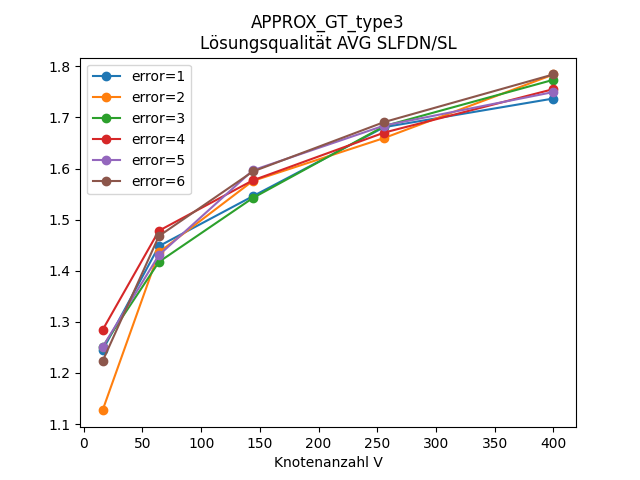 APPROX_GT_type3
Lösungsqualität AVG SLFDN/SL
1.8
1.7
1.6
1.5
1.4
1.3
1.2
1.1
error=1
error=2
error=3
error=4
error=5
error=6
0 50 100 150 200 250 300 350 400
Knotenanzahl V